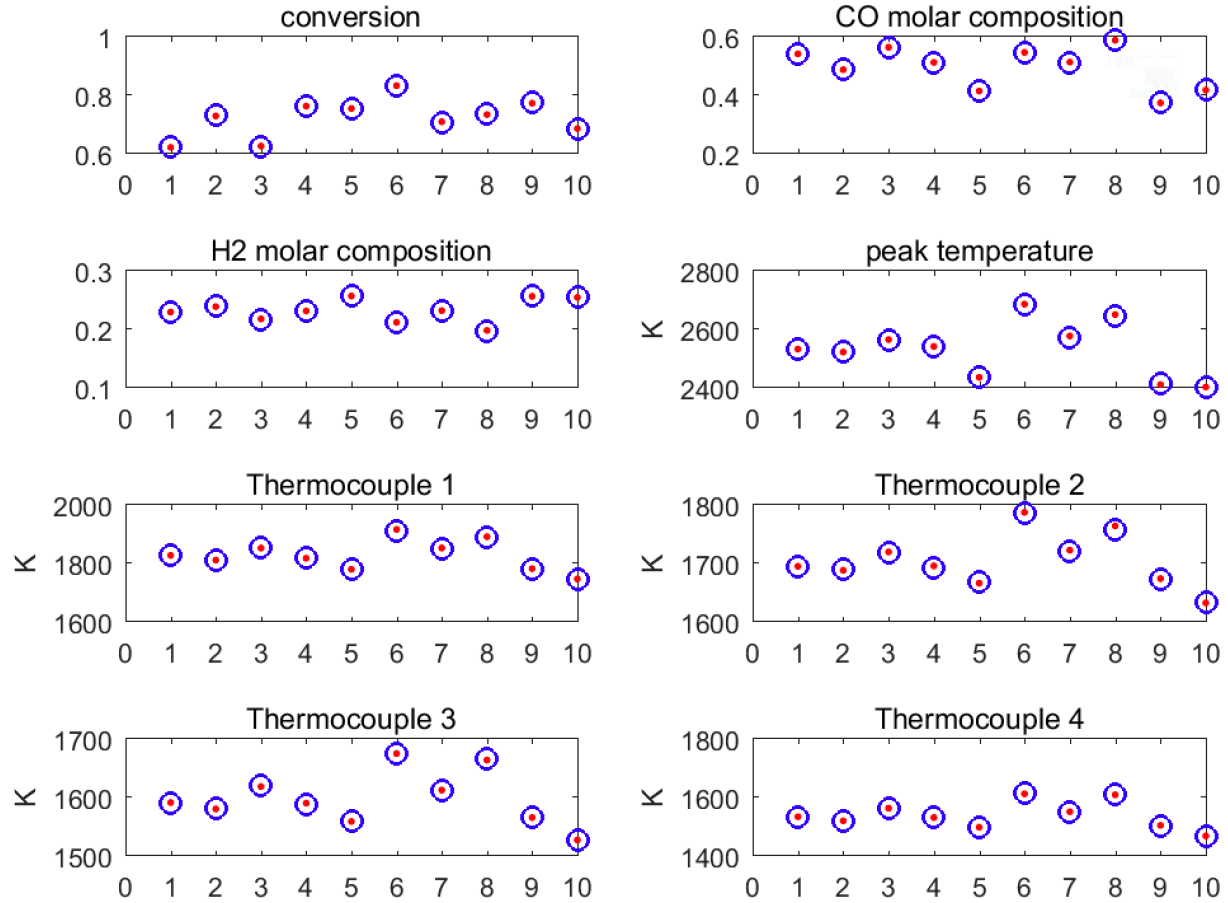 conversion
1
0.8
0.6
0 1 2 3 4 5 6 7 8 9 10
CO molar composition
0.6
0.4
0.2
0 1 2 3 4 5 6 7 8 9 10
H2 molar composition
0.3
0.2
0.1
0 1 2 3 4 5 6 7 8 9 10
peak temperature
K
2800
2600
2400
0 1 2 3 4 5 6 7 8 9 10
Thermocouple 1
K
2000
1800
1600
0 1 2 3 4 5 6 7 8 9 10
Thermocouple 2
K
1800
1700
1600
0 1 2 3 4 5 6 7 8 9 10
Thermocouple 3
K
1700
1600
1500
0 1 2 3 4 5 6 7 8 9 10
Thermocouple 4
K
1800
1600
1400
0 1 2 3 4 5 6 7 8 9 10